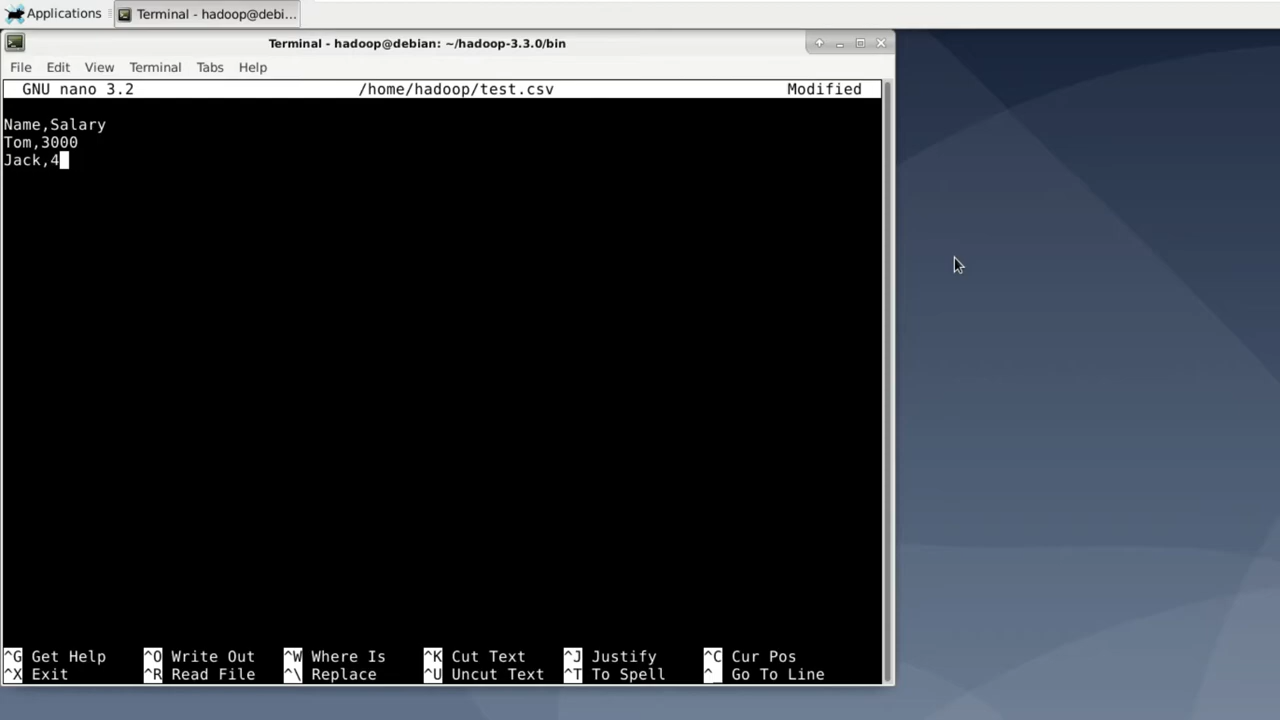 Applications
Terminal - hadoop@debi...
Terminal - hadoop@debian: ~/hadoop-3.3.0/bin
File Edit View Terminal Tabs Help
GNU nano 3.2 /home/hadoop/test.csv Modified
Name,Salary
Tom,3000
Jack,4
^G Get Help ^O Write Out ^W Where Is ^K Cut Text ^J Justify ^C Cur Pos
^X Exit ^R Read File ^\ Replace ^U Uncut Text ^T To Spell ^_ Go To Line